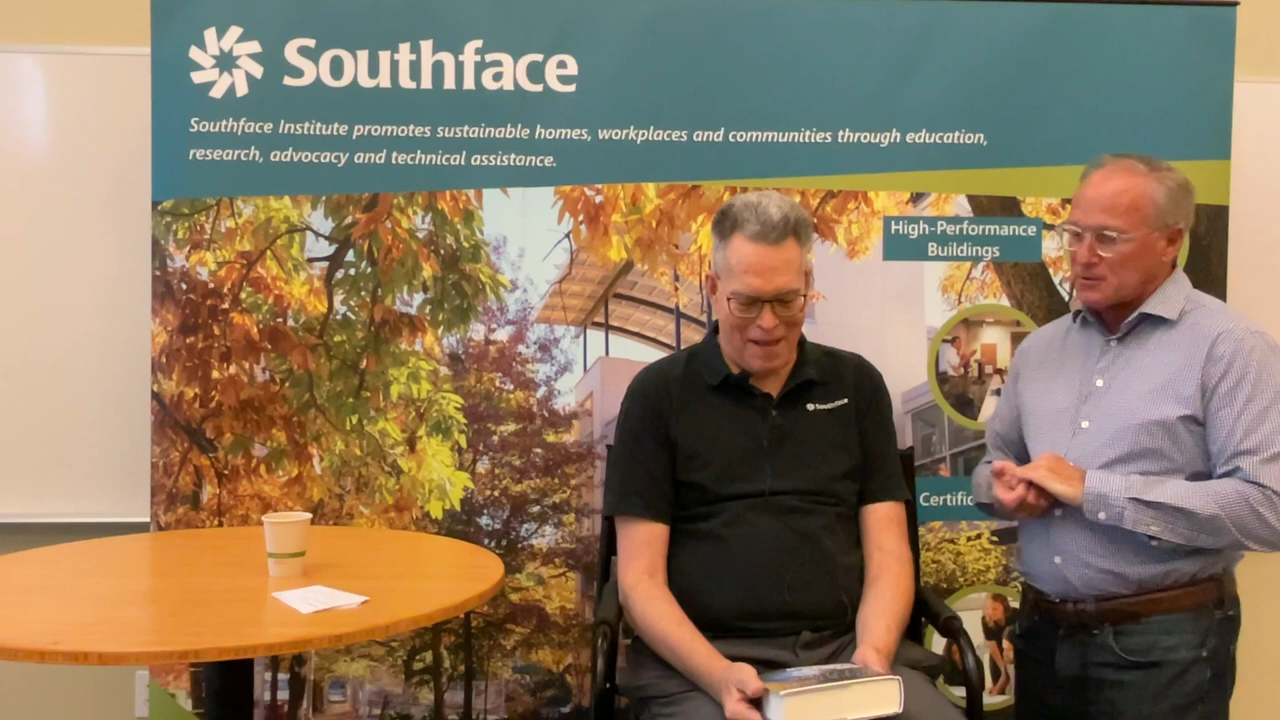 Southface
Southface Institute promotes sustainable homes, workplaces and communities through education,
research, advocacy and technical assistance.
High-Performance
Buildings
Southface
Certific